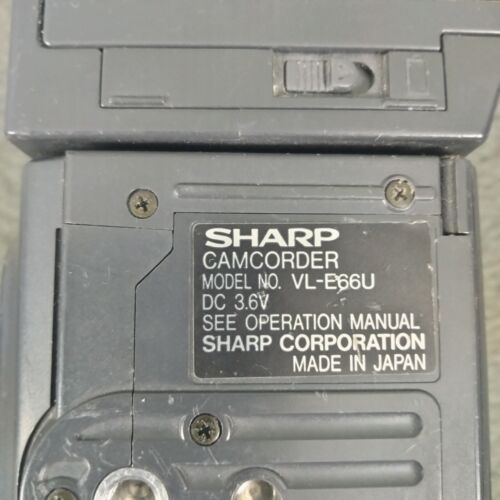 SHARP
CAMCORDER
MODEL NO. VL-E66U
DC 3.6V
SEE OPERATION MANUAL
SHARP CORPORATION
MADE IN JAPAN